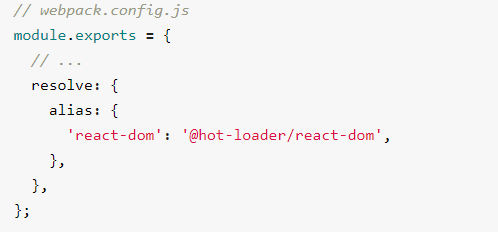 // webpack.config.js
module.exports = {
  // ...
  resolve: {
    alias: {
      'react-dom': '@hot-loader/react-dom',
    },
  },
};